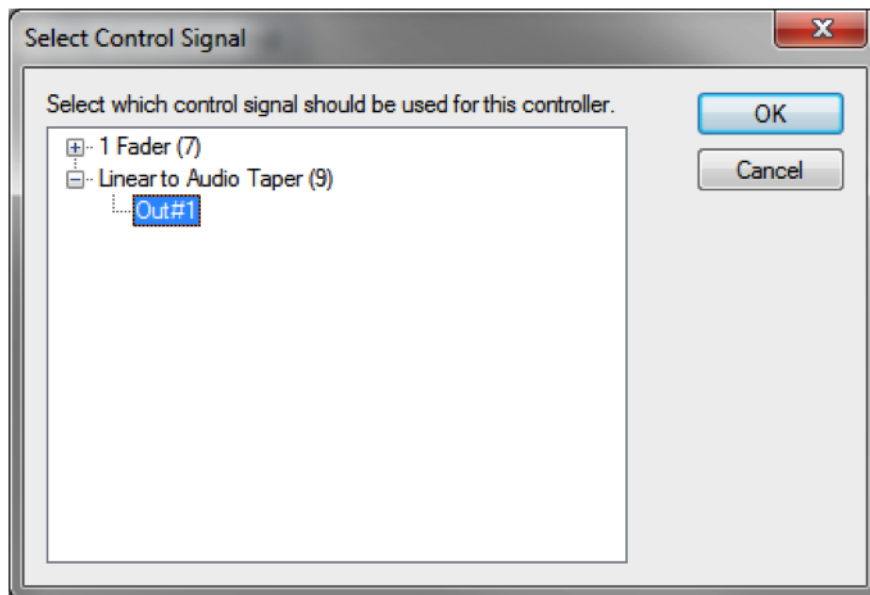 Select Control Signal
Select which control signal should be used for this controller.
OK
1 Fader (7)
Linear to Audio Taper (9)
Cancel
Out#1